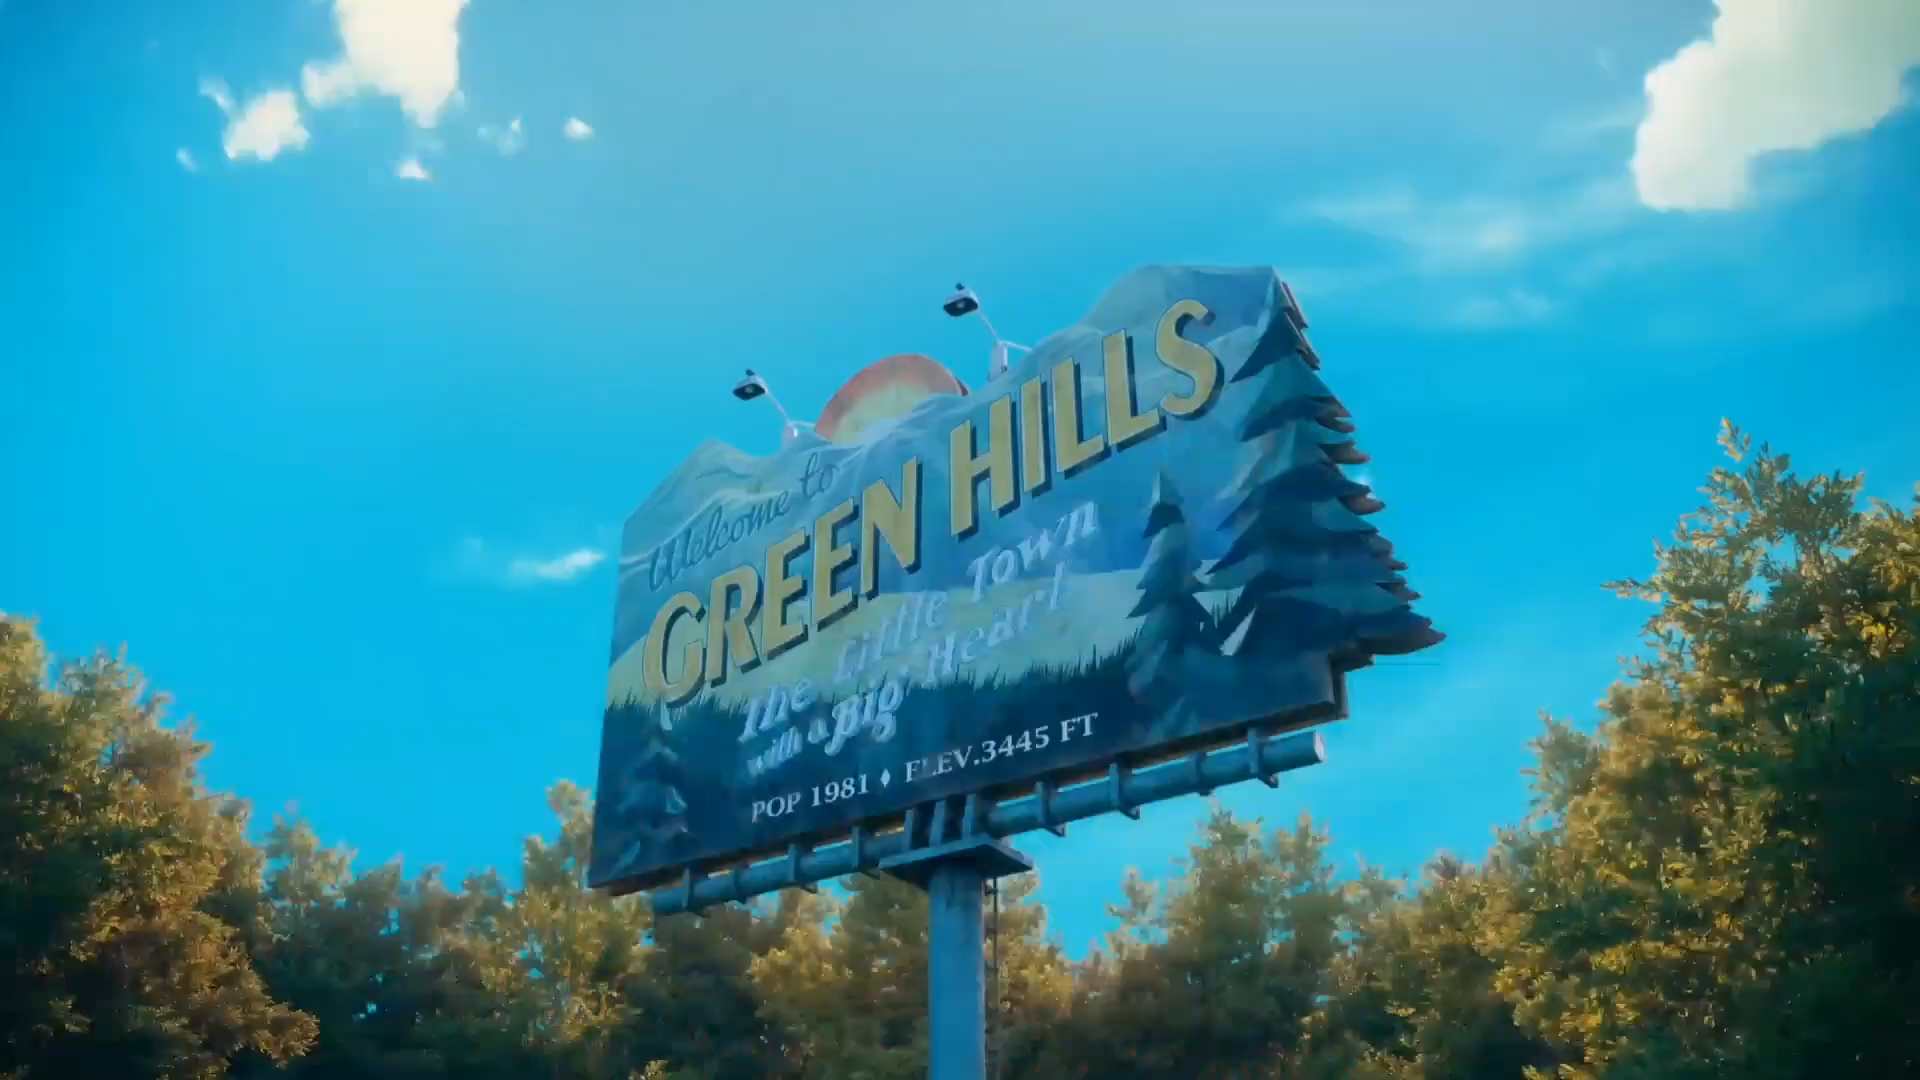 Welcome to
GREEN HILLS
The Little Town
with a Big Heart!
POP 1981 ♦ ELEV.3445 FT